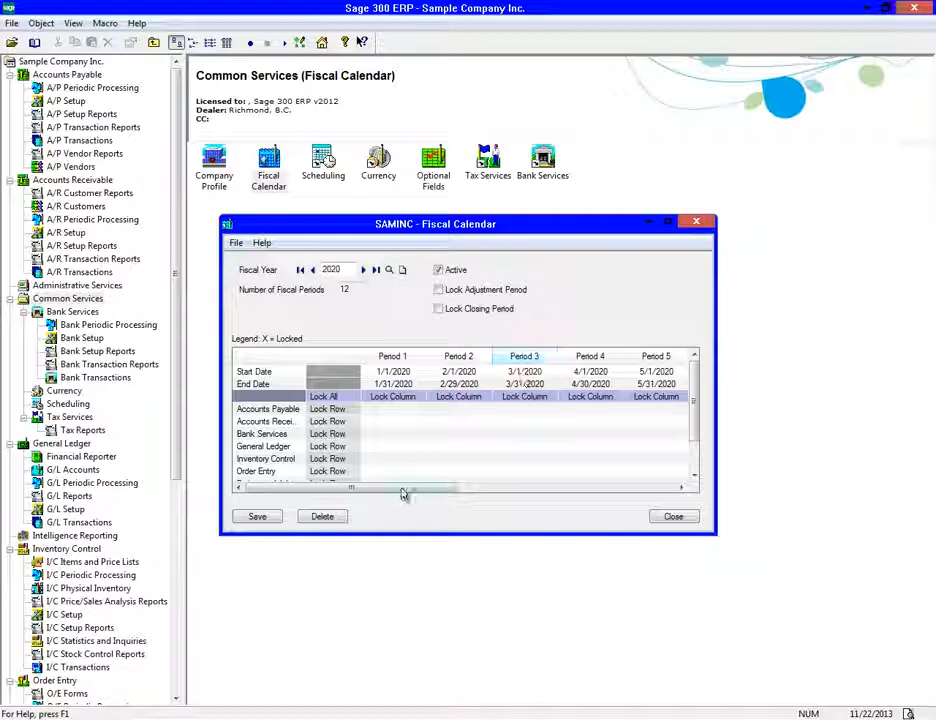 Sage 300 ERP - Sample Company Inc.
File Object View Macro Help
Sample Company Inc.
Accounts Payable
A/P Periodic Processing
A/P Setup
A/P Setup Reports
A/P Transaction Reports
A/P Transactions
A/P Vendor Reports
A/P Vendors
Accounts Receivable
A/R Customer Reports
A/R Customers
A/R Periodic Processing
A/R Setup
A/R Setup Reports
A/R Transaction Reports
A/R Transactions
Administrative Services
Common Services
Bank Services
Bank Periodic Processing
Bank Setup
Bank Setup Reports
Bank Transaction Reports
Bank Transactions
Currency
Scheduling
Tax Services
Tax Reports
General Ledger
Financial Reporter
G/L Accounts
G/L Periodic Processing
G/L Reports
G/L Setup
G/L Transactions
Intelligence Reporting
Inventory Control
I/C Items and Price Lists
I/C Periodic Processing
I/C Physical Inventory
I/C Price/Sales Analysis Reports
I/C Setup
I/C Setup Reports
I/C Statistics and Inquiries
I/C Stock Control Reports
I/C Transactions
Order Entry
O/E Forms
Common Services (Fiscal Calendar)
Licensed to: , Sage 300 ERP v2012
Dealer: Richmond, B.C.
CC:
Company Profile
Fiscal Calendar
Scheduling
Currency
Optional Fields
Tax Services
Bank Services
SAMINC - Fiscal Calendar
File Help
Fiscal Year 2020 Active
Number of Fiscal Periods 12 Lock Adjustment Period
Lock Closing Period
Legend: X = Locked
Period 1 Period 2 Period 3 Period 4 Period 5
Start Date 1/1/2020 2/1/2020 3/1/2020 4/1/2020 5/1/2020
End Date 1/31/2020 2/29/2020 3/31/2020 4/30/2020 5/31/2020
Lock All Lock Column Lock Column Lock Column Lock Column Lock Column
Accounts Payable Lock Row
Accounts Recei.. Lock Row
Bank Services Lock Row
General Ledger Lock Row
Inventory Control Lock Row
Order Entry Lock Row
Save Delete Close
For Help, press F1 NUM 11/22/2013